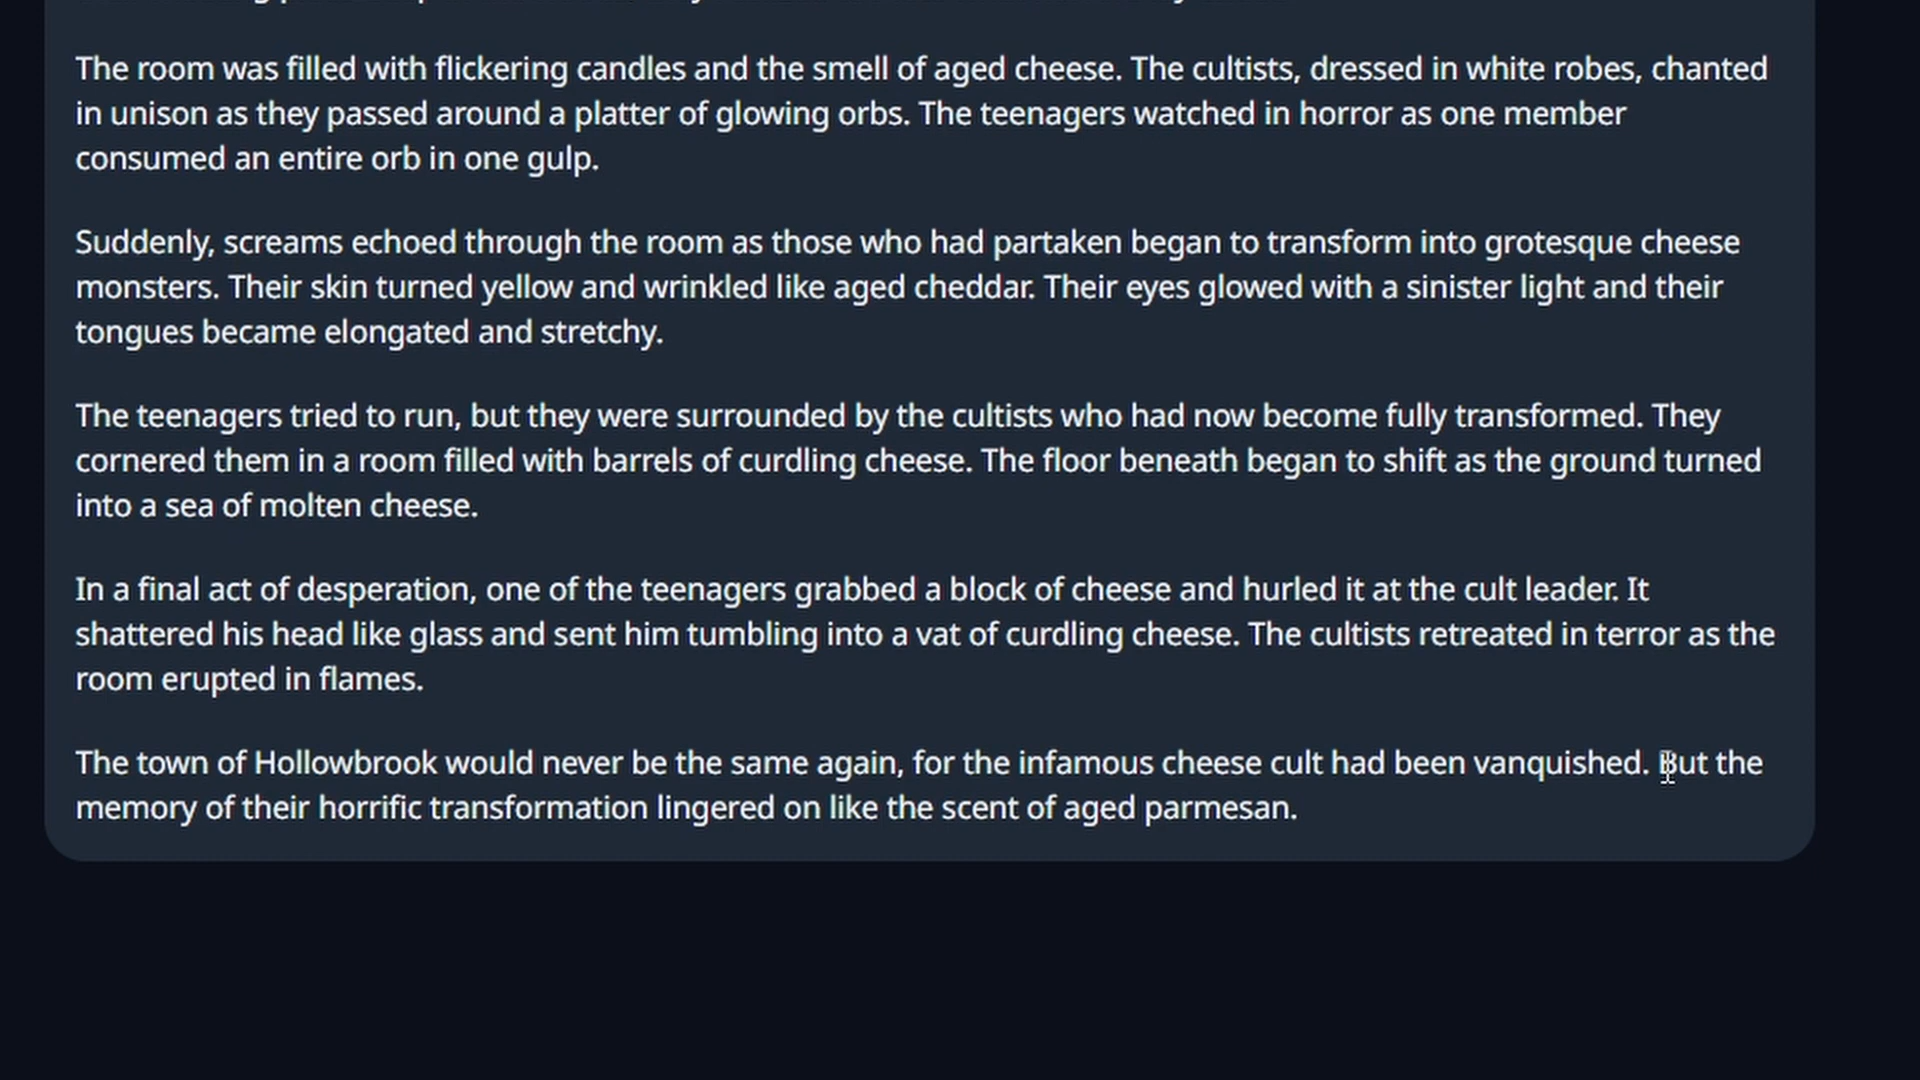 The room was filled with flickering candles and the smell of aged cheese. The cultists, dressed in white robes, chanted
in unison as they passed around a platter of glowing orbs. The teenagers watched in horror as one member
consumed an entire orb in one gulp.
Suddenly, screams echoed through the room as those who had partaken began to transform into grotesque cheese
monsters. Their skin turned yellow and wrinkled like aged cheddar. Their eyes glowed with a sinister light and their
tongues became elongated and stretchy.
The teenagers tried to run, but they were surrounded by the cultists who had now become fully transformed. They
cornered them in a room filled with barrels of curdling cheese. The floor beneath began to shift as the ground turned
into a sea of molten cheese.
In a final act of desperation, one of the teenagers grabbed a block of cheese and hurled it at the cult leader. It
shattered his head like glass and sent him tumbling into a vat of curdling cheese. The cultists retreated in terror as the
room erupted in flames.
The town of Hollowbrook would never be the same again, for the infamous cheese cult had been vanquished. But the
memory of their horrific transformation lingered on like the scent of aged parmesan.